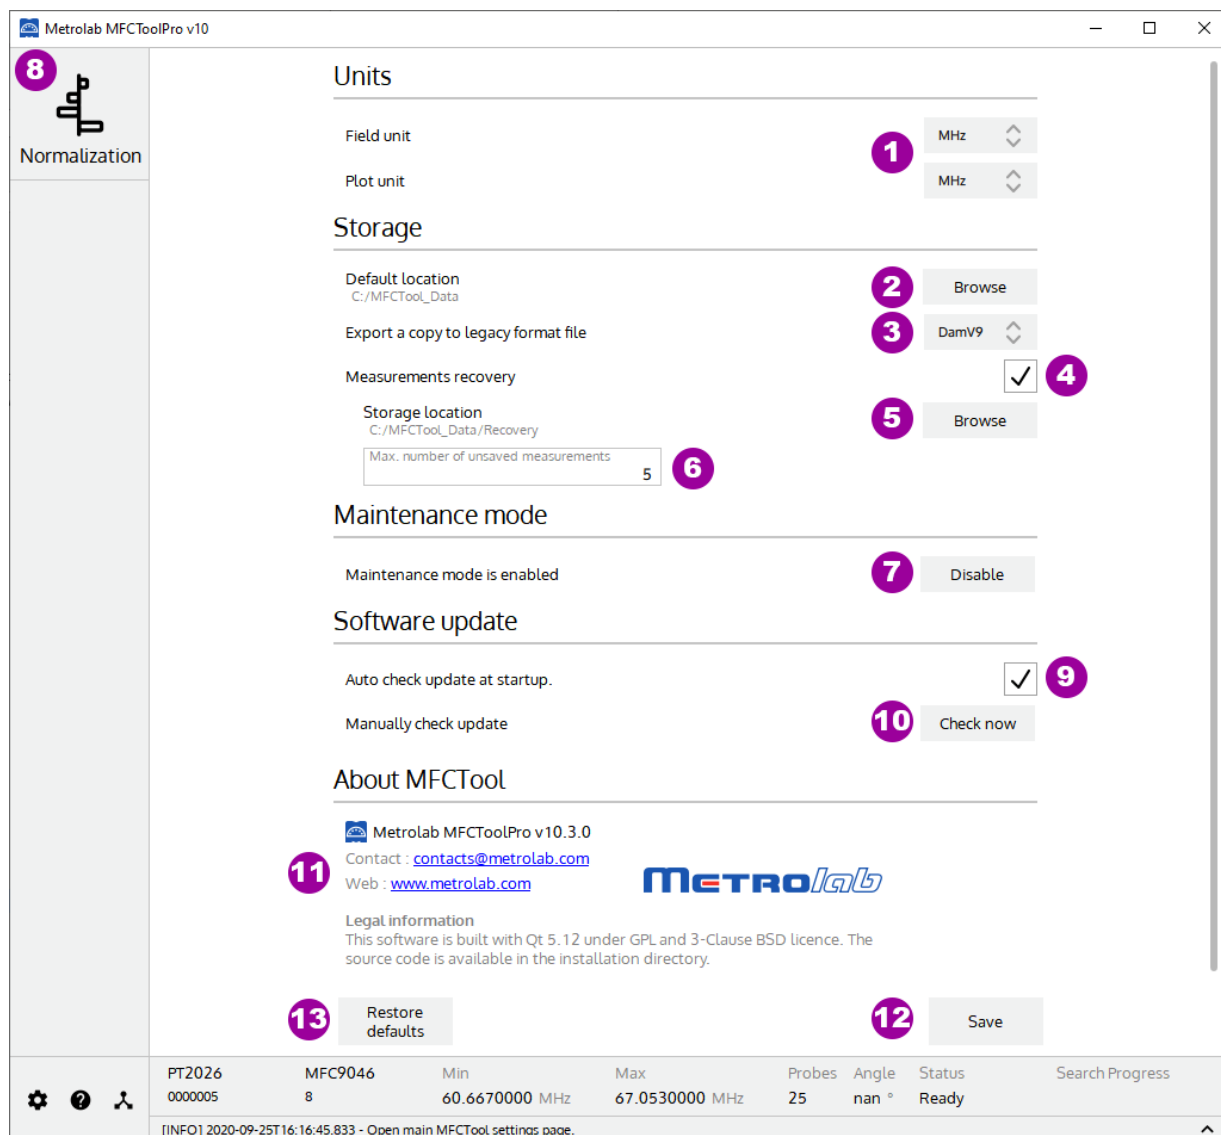 Metrolab MFCToolPro v10
8
Normalization
Units
Field unit
MHz
1
Plot unit
MHz
Storage
Default location
C:/MFCTool_Data
2
Browse
Export a copy to legacy format file
3
DamV9
Measurements recovery
4
Storage location
C:/MFCTool_Data/Recovery
5
Browse
Max. number of unsaved measurements
5
6
Maintenance mode
Maintenance mode is enabled
7
Disable
Software update
Auto check update at startup.
9
Manually check update
10
Check now
About MFCTool
Metrolab MFCToolPro v10.3.0
11
Contact : contacts@metrolab.com
Web : www.metrolab.com
METROlab
Legal information
This software is built with Qt 5.12 under GPL and 3-Clause BSD licence. The
source code is available in the installation directory.
13
Restore
defaults
12
Save
PT2026 MFC9046 Min Max Probes Angle Status Search Progress
0000005 8 60.6670000 MHz 67.0530000 MHz 25 nan ° Ready
[INFO] 2020-09-25T16:16:45.833 - Open main MFCTool settings page.